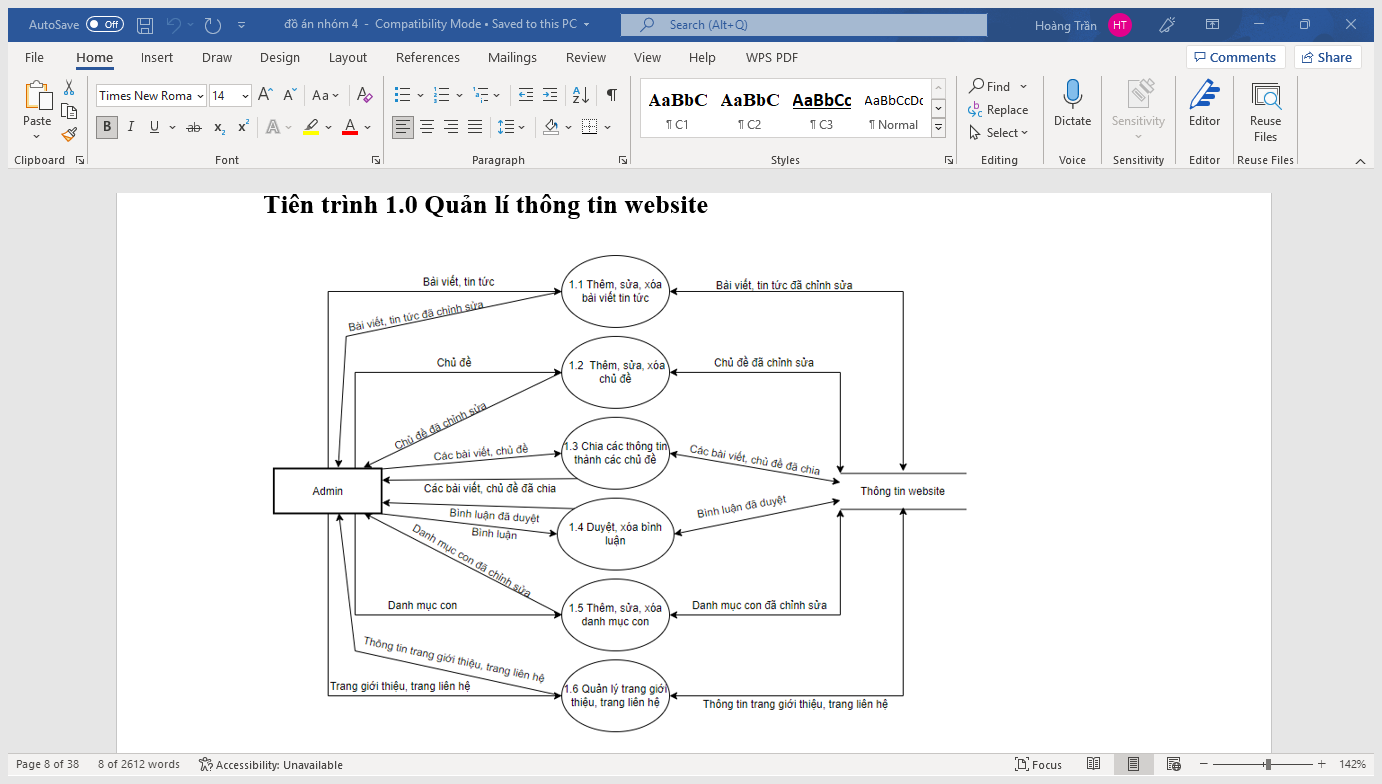 AutoSave Off đồ án nhóm 4 - Compatibility Mode • Saved to this PC Search (Alt+Q) Hoàng Trần HT
File Home Insert Draw Design Layout References Mailings Review View Help WPS PDF Comments Share
Paste
Clipboard
Times New Roma 14
Aa
B I U ab x₂ x²
Font
Paragraph
AaBbC AaBbC AaBbCc AaBbCcDc
¶ C1 ¶ C2 ¶ C3 ¶ Normal
Styles
Find
Replace
Select
Editing
Dictate
Voice
Sensitivity
Sensitivity
Editor
Editor
Reuse
Files
Reuse Files
Tiên trình 1.0 Quản lí thông tin website
Bài viết, tin tức
1.1 Thêm, sửa, xóa
bài viết tin tức
Bài viết, tin tức đã chỉnh sửa
Bài viết, tin tức đã chỉnh sửa
Chủ đề
1.2 Thêm, sửa, xóa
chủ đề
Chủ đề đã chỉnh sửa
Chủ đề đã chỉnh sửa
Các bài viết, chủ đề
1.3 Chia các thông tin
thành các chủ đề
Các bài viết, chủ đề đã chia
Các bài viết, chủ đề đã chia
Admin
Thông tin website
Bình luận đã duyệt
Bình luận
1.4 Duyệt, xóa bình
luận
Bình luận đã duyệt
Danh mục con đã chỉnh sửa
Danh mục con
1.5 Thêm, sửa, xóa
danh mục con
Danh mục con đã chỉnh sửa
Thông tin trang giới thiệu, trang liên hệ
Trang giới thiệu, trang liên hệ
1.6 Quản lý trang giới
thiệu, trang liên hệ
Thông tin trang giới thiệu, trang liên hệ
Page 8 of 38 8 of 2612 words Accessibility: Unavailable Focus 142%